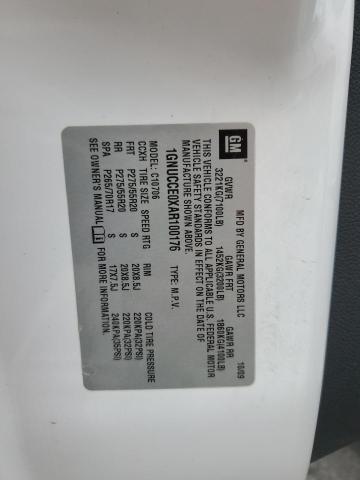 GM
MFD BY GENERAL MOTORS LLC 10/09
GVWR GAWR FRT GAWR RR
3221KG(7100LB) 1452KG(3200LB) 1860KG(4100LB)
THIS VEHICLE CONFORMS TO ALL APPLICABLE U.S. FEDERAL MOTOR
VEHICLE SAFETY STANDARDS IN EFFECT ON THE DATE OF
MANUFACTURE SHOWN ABOVE.
1GNUCCE0XAR100176 TYPE: M.P.V.
MODEL: C10706
CCXH TIRE SIZE SPEED RTG RIM COLD TIRE PRESSURE
FRT P275/55R20 S 20X8.5J 220KPA(32PSI)
RR P275/55R20 S 20X8.5J 220KPA(32PSI)
SPA P265/70R17 S 17X7.5J 240KPA(35PSI)
SEE OWNER'S MANUAL FOR MORE INFORMATION.